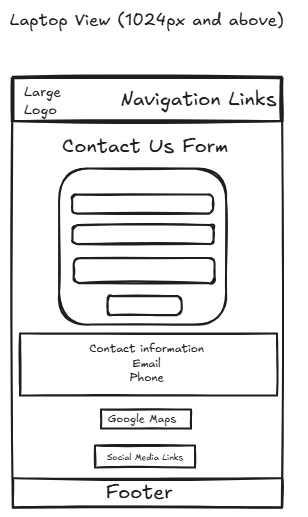 Laptop View (1024px and above)
Large
Logo
Navigation Links
Contact Us Form
Contact information
Email
Phone
Google Maps
Social Media Links
Footer